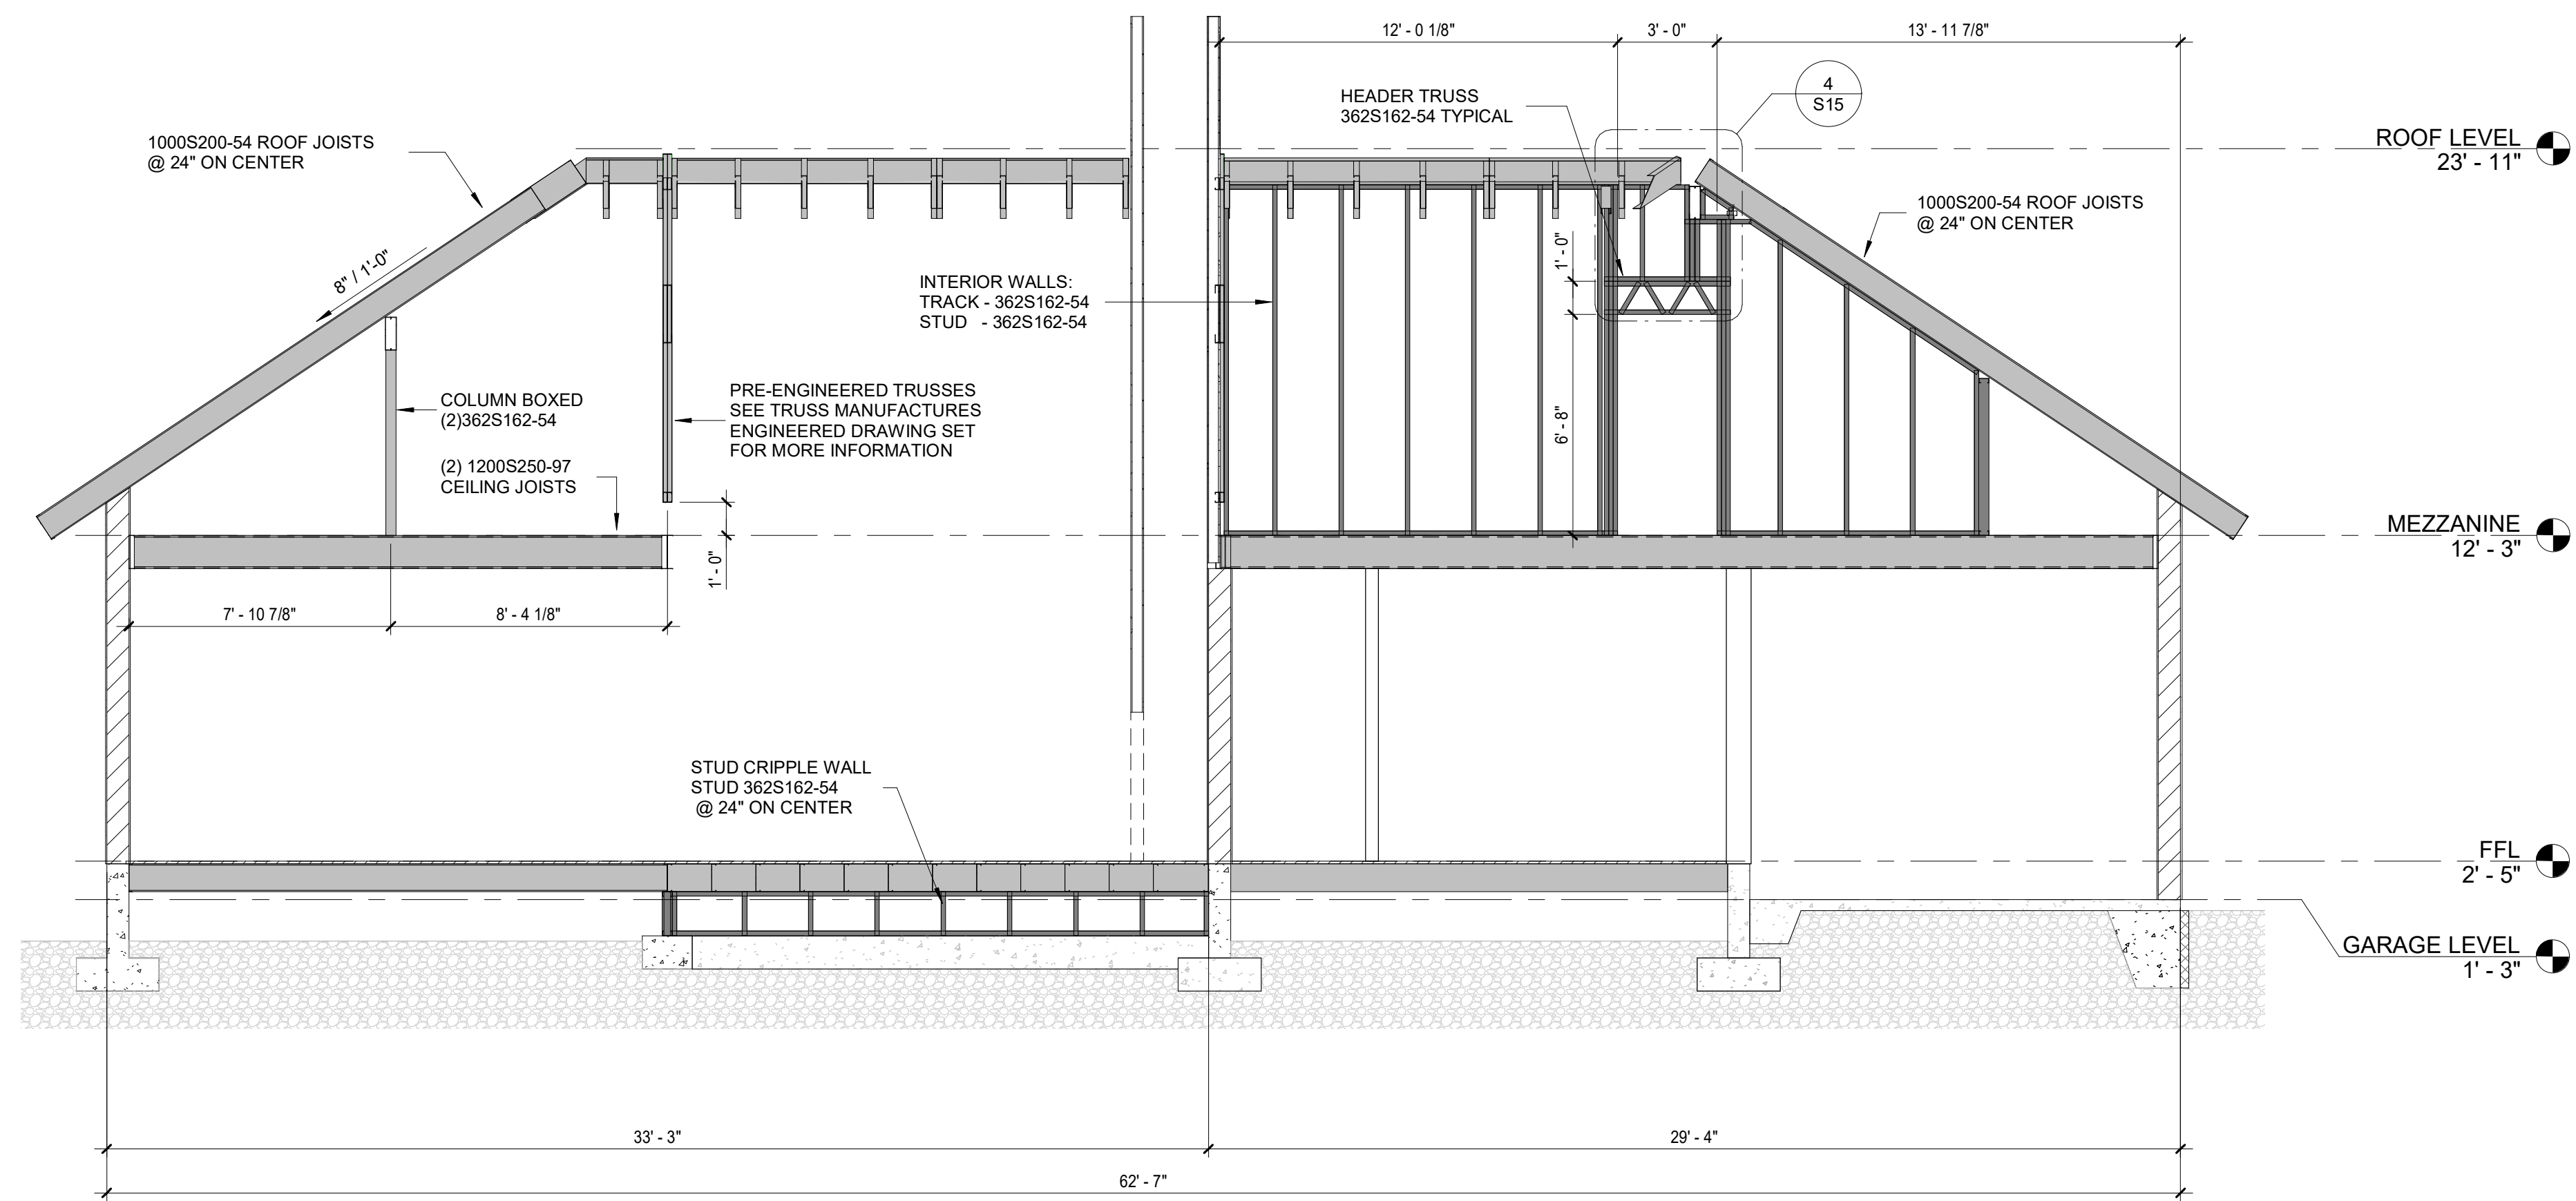 12' - 0 1/8"
3' - 0"
13' - 11 7/8"
4
S15
HEADER TRUSS
362S162-54 TYPICAL
1000S200-54 ROOF JOISTS
@ 24" ON CENTER
ROOF LEVEL
23' - 11"
1000S200-54 ROOF JOISTS
@ 24" ON CENTER
8" / 1'-0"
1' - 0"
INTERIOR WALLS:
TRACK - 362S162-54
STUD - 362S162-54
COLUMN BOXED
(2)362S162-54
PRE-ENGINEERED TRUSSES
SEE TRUSS MANUFACTURES
ENGINEERED DRAWING SET
FOR MORE INFORMATION
6' - 8"
(2) 1200S250-97
CEILING JOISTS
MEZZANINE
12' - 3"
1' - 0"
7' - 10 7/8"
8' - 4 1/8"
STUD CRIPPLE WALL
STUD 362S162-54
@ 24" ON CENTER
FFL
2' - 5"
GARAGE LEVEL
1' - 3"
33' - 3"
29' - 4"
62' - 7"